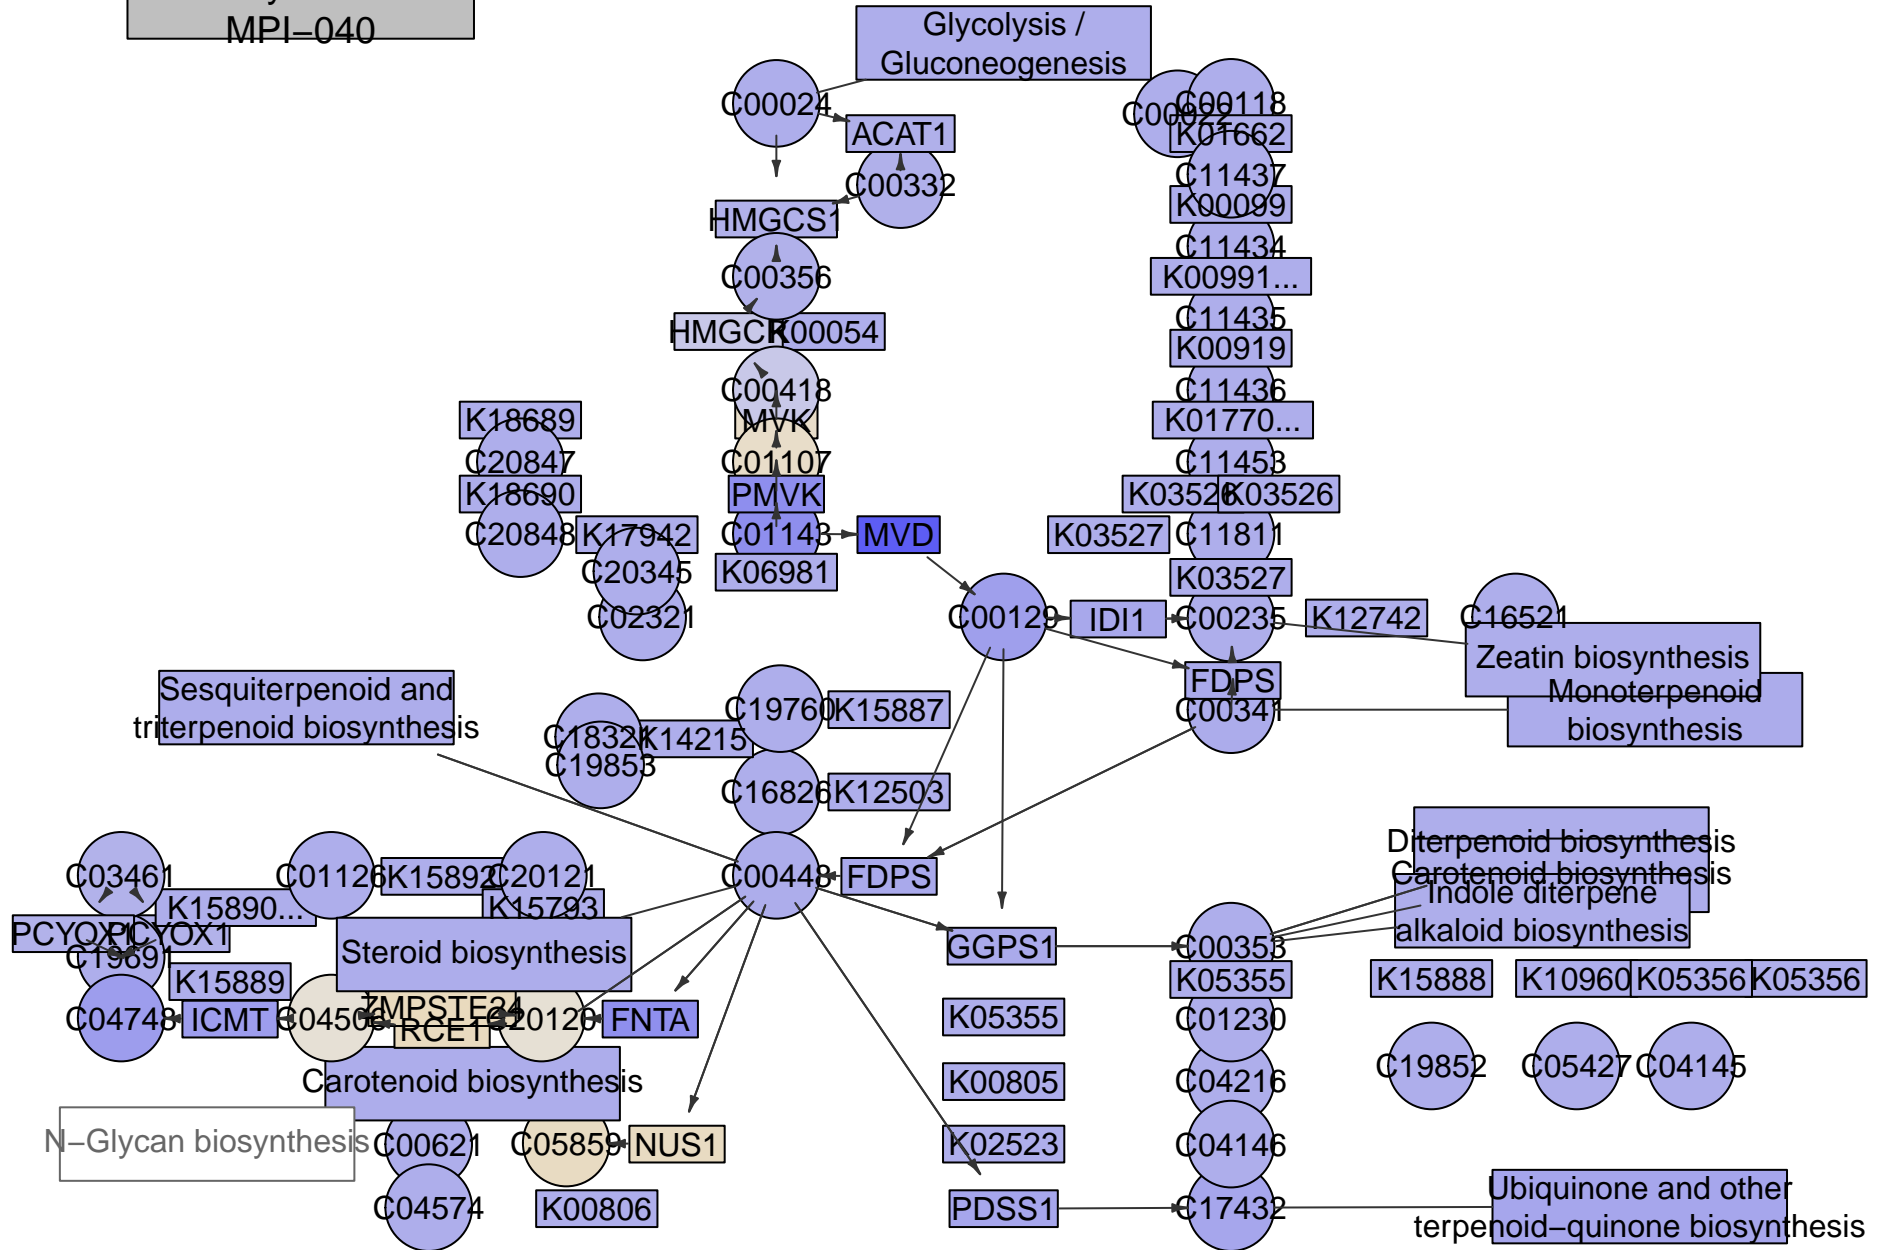 MPI−040
Glycolysis /
Gluconeogenesis
C00024
C00022
C00118
ACAT1
K01662
C00332
C11437
K00099
HMGCS1
C11434
C00356
K00991...
C11435
HMGCR
K00054
K00919
C00418
C11436
K18689
MVK
K01770...
C20847
C01107
C11453
K18690
PMVK
K03526
K03526
C20848
K17942
C01143
MVD
K03527
C11811
C20345
K06981
K03527
C02321
C00129
IDI1
C00235
K12742
C16521
Zeatin biosynthesis
Sesquiterpenoid and
triterpenoid biosynthesis
FDPS
Monoterpenoid
biosynthesis
C19760
K15887
C00341
C18321
K14215
C19853
C16826
K12503
Diterpenoid biosynthesis
Carotenoid biosynthesis
Indole diterpene
alkaloid biosynthesis
C03461
C01126
K15892
C20121
C00448
FDPS
K15890...
K15793
PCYOX1
PCYOX1
C19691
Steroid biosynthesis
GGPS1
C00353
K15889
K05355
K15888
K10960
K05356
K05356
C04748
ICMT
C04506
ZMPSTE24
RCE1
C20120
FNTA
K05355
C01230
Carotenoid biosynthesis
K00805
C04216
C19852
C05427
C04145
N−Glycan biosynthesis
C00621
C05859
NUS1
K02523
C04146
C04574
K00806
PDSS1
C17432
Ubiquinone and other
terpenoid−quinone biosynthesis